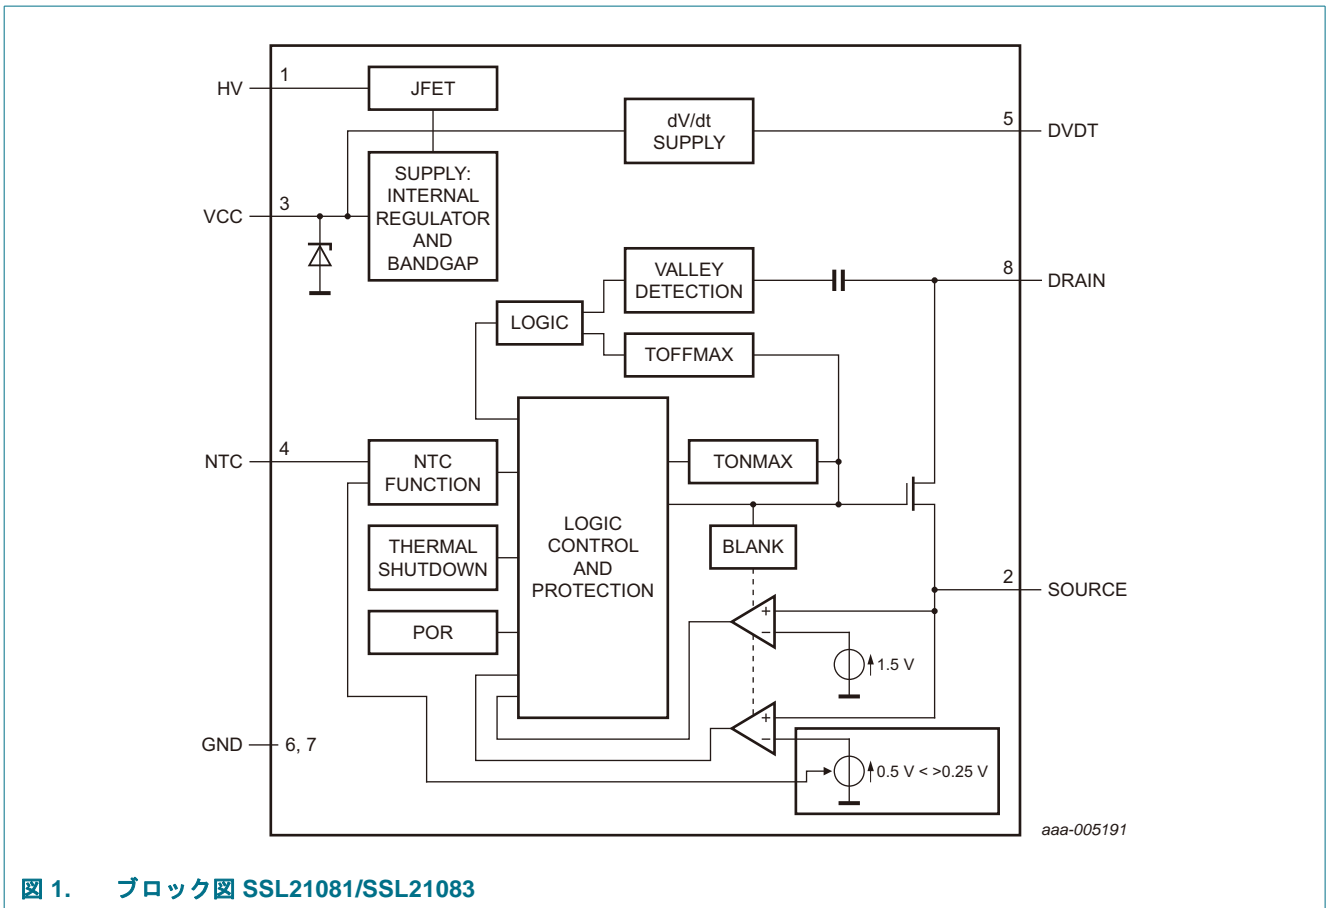 HV
1
JFET
dV/dt
SUPPLY
5
DVDT
SUPPLY:
INTERNAL
REGULATOR
AND
BANDGAP
VCC
3
VALLEY
DETECTION
8
DRAIN
LOGIC
TOFFMAX
NTC
4
NTC
FUNCTION
TONMAX
LOGIC
CONTROL
AND
PROTECTION
THERMAL
SHUTDOWN
BLANK
2
SOURCE
POR
+
−
1.5 V
+
−
GND
6, 7
0.5 V < >0.25 V
aaa-005191
図 1. ブロック図 SSL21081/SSL21083